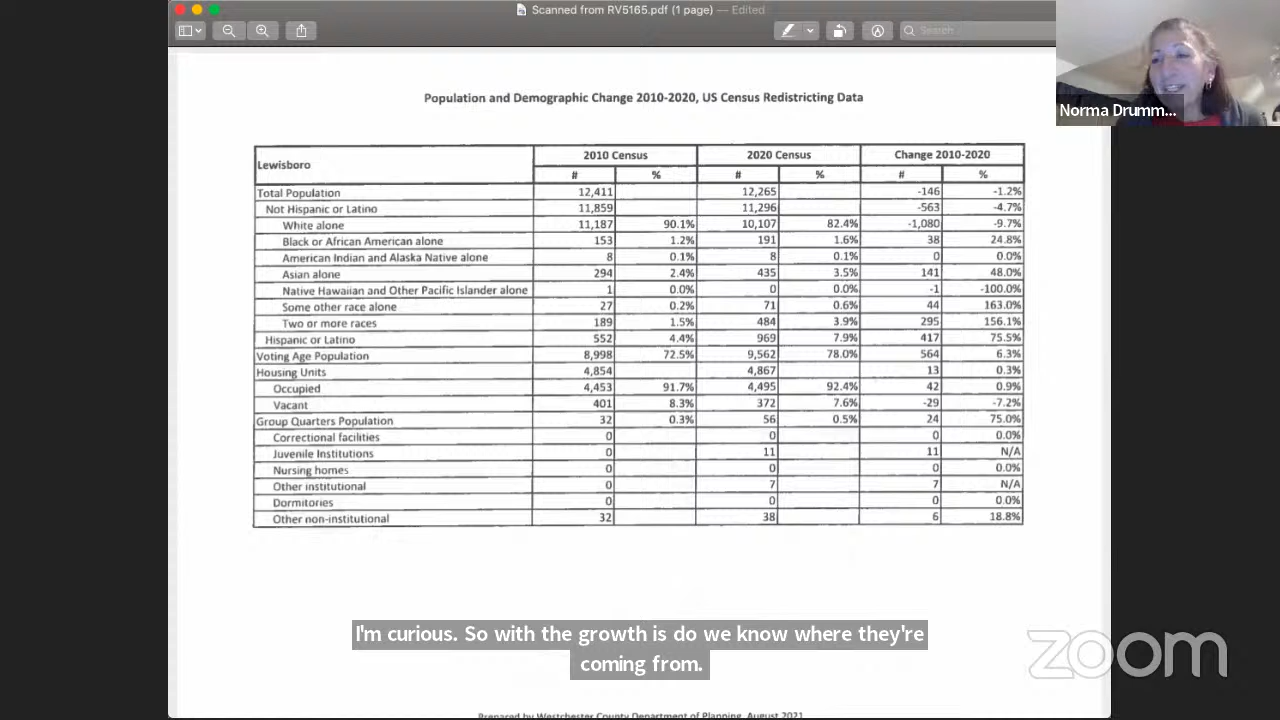 Scanned from RV5165.pdf (1 page) — Edited
Search
Norma Drumm...
Population and Demographic Change 2010-2020, US Census Redistricting Data
Lewisboro 2010 Census 2020 Census Change 2010-2020
# % # % # %
Total Population 12,411 12,265 -146 -1.2%
Not Hispanic or Latino 11,859 11,296 -563 -4.7%
White alone 11,187 90.1% 10,107 82.4% -1,080 -9.7%
Black or African American alone 153 1.2% 191 1.6% 38 24.8%
American Indian and Alaska Native alone 8 0.1% 8 0.1% 0 0.0%
Asian alone 294 2.4% 435 3.5% 141 48.0%
Native Hawaiian and Other Pacific Islander alone 1 0.0% 0 0.0% -1 -100.0%
Some other race alone 27 0.2% 71 0.6% 44 163.0%
Two or more races 189 1.5% 484 3.9% 295 156.1%
Hispanic or Latino 552 4.4% 969 7.9% 417 75.5%
Voting Age Population 8,998 72.5% 9,562 78.0% 564 6.3%
Housing Units 4,854 4,867 13 0.3%
Occupied 4,453 91.7% 4,495 92.4% 42 0.9%
Vacant 401 8.3% 372 7.6% -29 -7.2%
Group Quarters Population 32 0.3% 56 0.5% 24 75.0%
Correctional facilities 0 0 0 0.0%
Juvenile Institutions 0 11 11 N/A
Nursing homes 0 0 0 0.0%
Other institutional 0 7 7 N/A
Dormitories 0 0 0 0.0%
Other non-institutional 32 38 6 18.8%
I'm curious. So with the growth is do we know where they're
coming from.
zoom
Prepared by Westchester County Department of Planning, August 2021